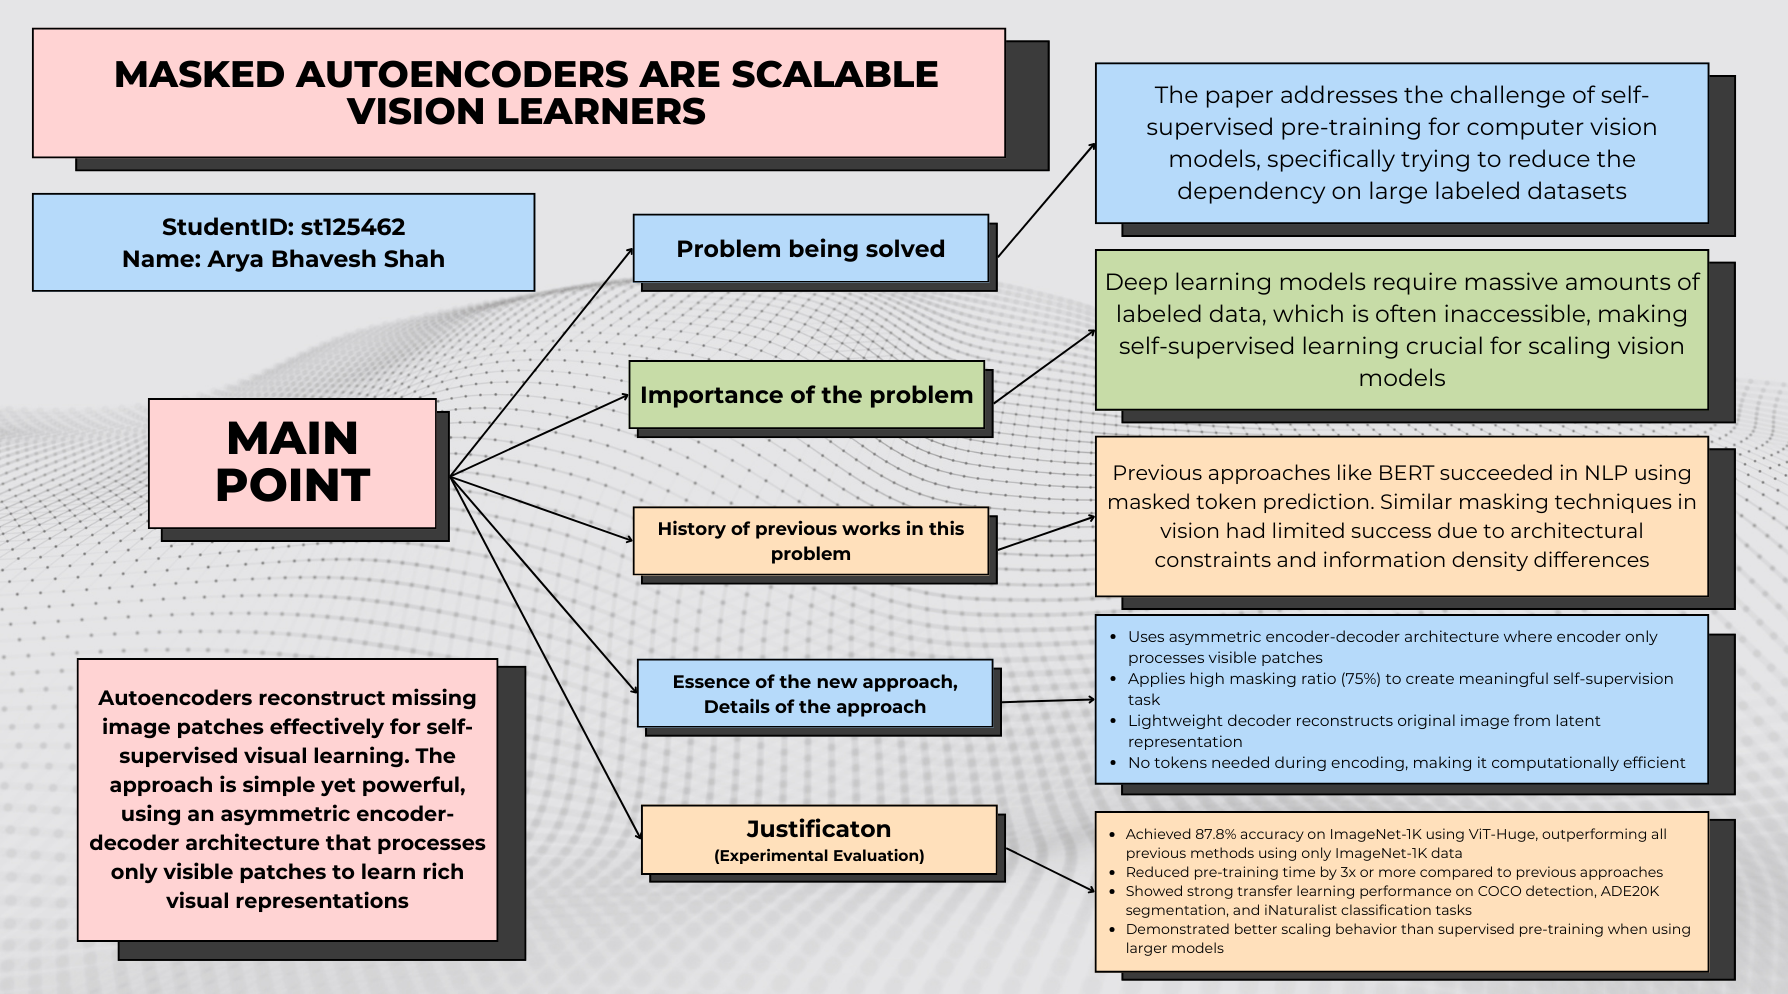 MASKED AUTOENCODERS ARE SCALABLE
VISION LEARNERS
StudentID: st125462
Name: Arya Bhavesh Shah
MAIN
POINT
Autoencoders reconstruct missing
image patches effectively for self-
supervised visual learning. The
approach is simple yet powerful,
using an asymmetric encoder-
decoder architecture that processes
only visible patches to learn rich
visual representations
Problem being solved
The paper addresses the challenge of self-
supervised pre-training for computer vision
models, specifically trying to reduce the
dependency on large labeled datasets
Importance of the problem
Deep learning models require massive amounts of
labeled data, which is often inaccessible, making
self-supervised learning crucial for scaling vision
models
History of previous works in this
problem
Previous approaches like BERT succeeded in NLP using
masked token prediction. Similar masking techniques in
vision had limited success due to architectural
constraints and information density differences
Essence of the new approach,
Details of the approach
• Uses asymmetric encoder-decoder architecture where encoder only
processes visible patches
• Applies high masking ratio (75%) to create meaningful self-supervision
task
• Lightweight decoder reconstructs original image from latent
representation
• No tokens needed during encoding, making it computationally efficient
Justificaton
(Experimental Evaluation)
• Achieved 87.8% accuracy on ImageNet-1K using ViT-Huge, outperforming all
previous methods using only ImageNet-1K data
• Reduced pre-training time by 3x or more compared to previous approaches
• Showed strong transfer learning performance on COCO detection, ADE20K
segmentation, and iNaturalist classification tasks
• Demonstrated better scaling behavior than supervised pre-training when using
larger models